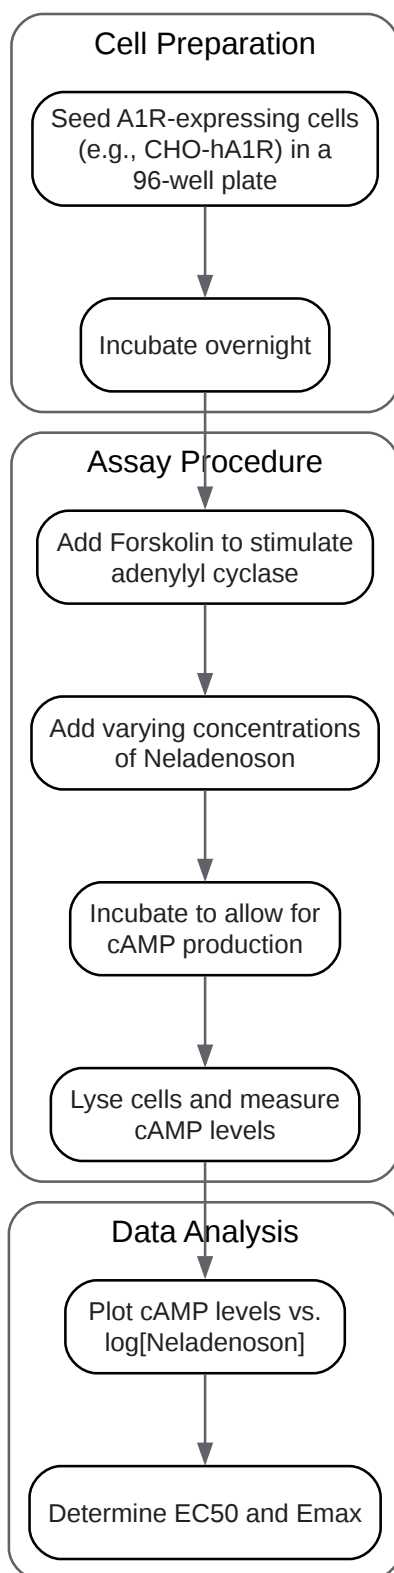 Cell Preparation
Seed A1R-expressing cells
(e.g., CHO-hA1R) in a
96-well plate
Incubate overnight
Assay Procedure
Add Forskolin to stimulate
adenylyl cyclase
Add varying concentrations
of Neladenoson
Incubate to allow for
cAMP production
Lyse cells and measure
cAMP levels
Data Analysis
Plot cAMP levels vs.
log[Neladenoson]
Determine EC50 and Emax